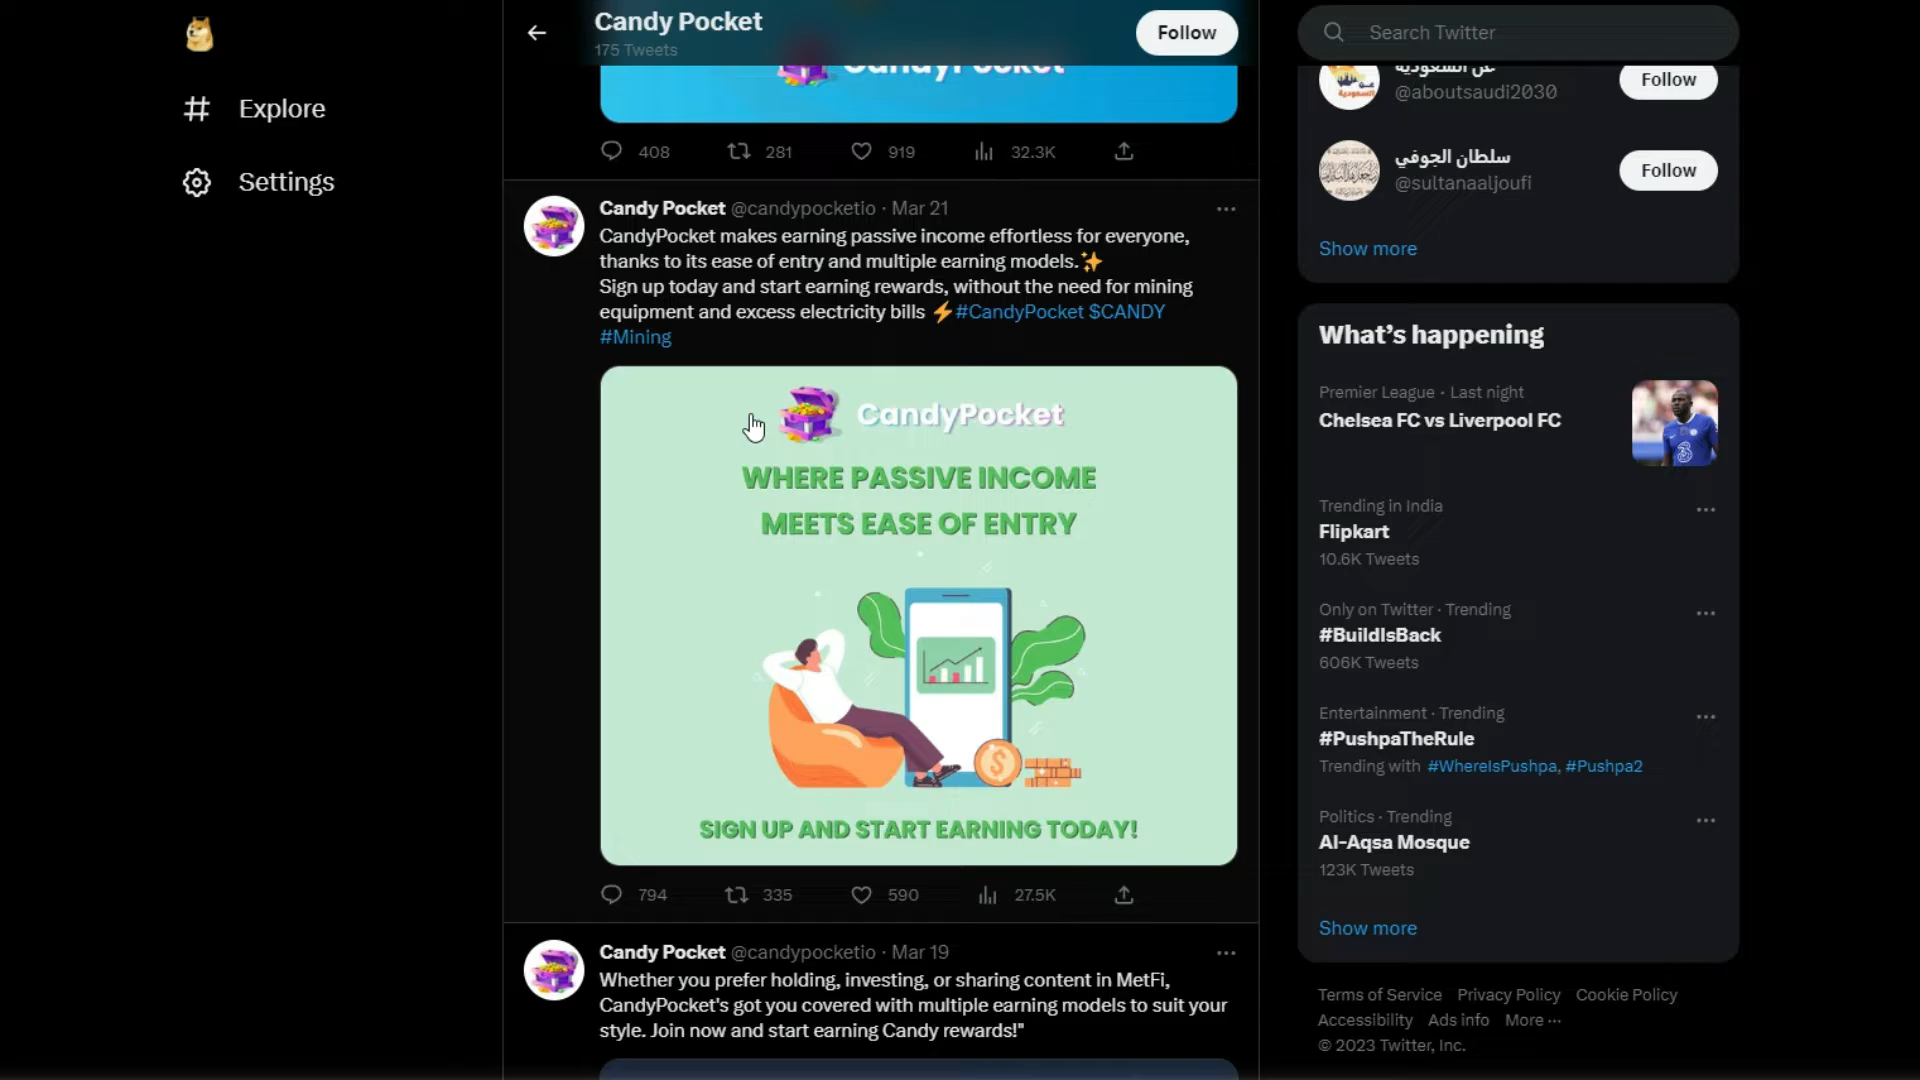 Explore
Settings
Candy Pocket
175 Tweets
Follow
CandyPocket
408 281 919 32.3K
Candy Pocket @candypocketio · Mar 21
CandyPocket makes earning passive income effortless for everyone,
thanks to its ease of entry and multiple earning models.✨
Sign up today and start earning rewards, without the need for mining
equipment and excess electricity bills ⚡#CandyPocket $CANDY
#Mining
CandyPocket
WHERE PASSIVE INCOME
MEETS EASE OF ENTRY
SIGN UP AND START EARNING TODAY!
794 335 590 27.5K
Candy Pocket @candypocketio · Mar 19
Whether you prefer holding, investing, or sharing content in MetFi,
CandyPocket's got you covered with multiple earning models to suit your
style. Join now and start earning Candy rewards!"
Search Twitter
عن السعودية
@aboutsaudi2030
Follow
سلطان الجوفي
@sultanaaljoufi
Follow
Show more
What's happening
Premier League · Last night
Chelsea FC vs Liverpool FC
Trending in India
Flipkart
10.6K Tweets
Only on Twitter · Trending
#BuildIsBack
606K Tweets
Entertainment · Trending
#PushpaTheRule
Trending with #WhereIsPushpa, #Pushpa2
Politics · Trending
Al-Aqsa Mosque
123K Tweets
Show more
Terms of Service Privacy Policy Cookie Policy
Accessibility Ads info More ···
© 2023 Twitter, Inc.